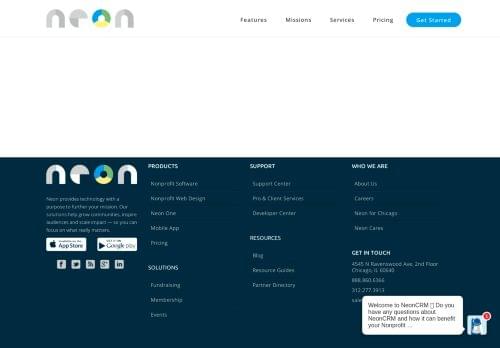 neon
Features
Missions
Services
Pricing
Get Started
neon
Neon provides technology with a
purpose to further your mission. Our
solutions help grow communities, inspire
audiences and scale impact — so you can
focus on what really matters.
Available on the
App Store
GET IT ON
Google play
PRODUCTS
Nonprofit Software
Nonprofit Web Design
Neon One
Mobile App
Pricing
SOLUTIONS
Fundraising
Membership
Events
SUPPORT
Support Center
Pro & Client Services
Developer Center
RESOURCES
Blog
Resource Guides
Partner Directory
WHO WE ARE
About Us
Careers
Neon for Chicago
Neon Cares
GET IN TOUCH
4545 N Ravenswood Ave, 2nd Floor
Chicago, IL 60640
888.860.6366
312.277.3913
sale
Welcome to NeonCRM Do you
have any questions about
NeonCRM and how it can benefit
your Nonprofit ...
1